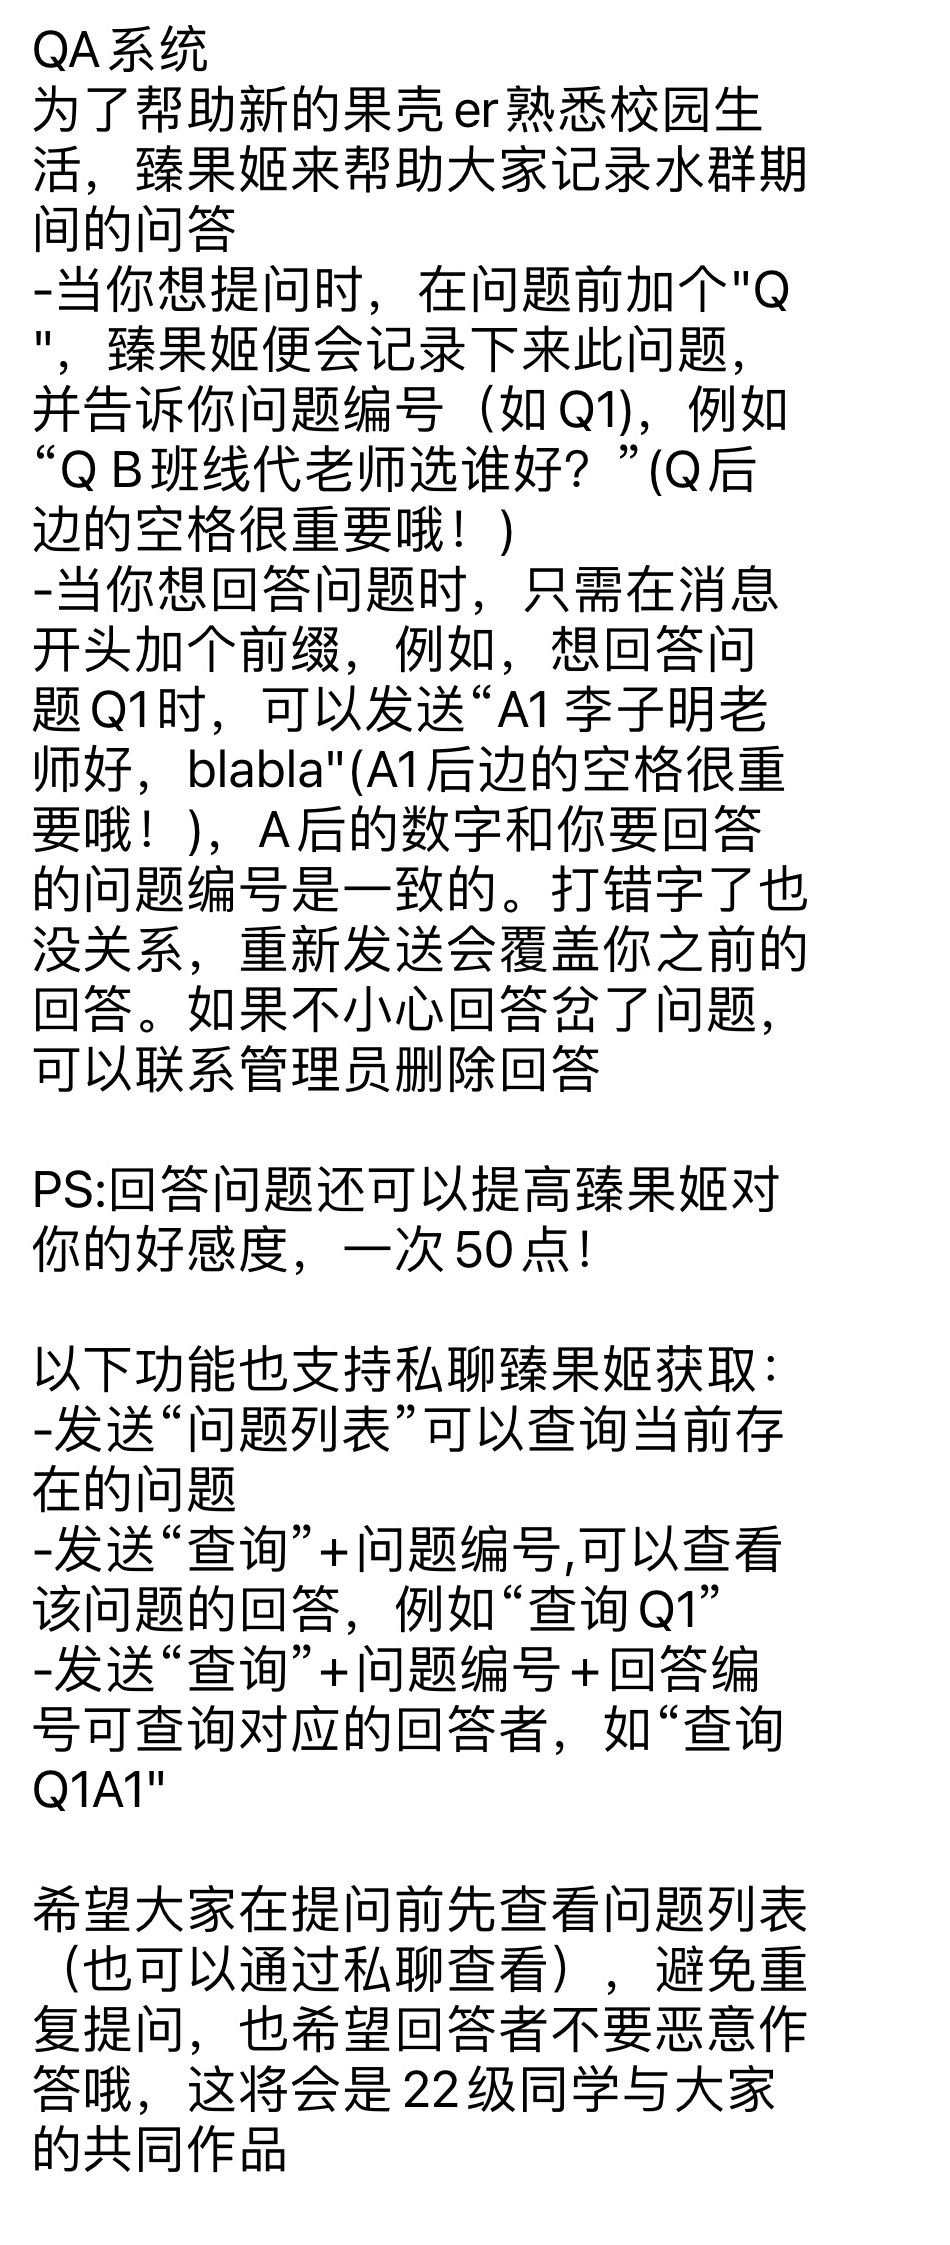 QA系统
为了帮助新的果壳er熟悉校园生
活，臻果姬来帮助大家记录水群期
间的问答
-当你想提问时，在问题前加个"Q
"，臻果姬便会记录下来此问题，
并告诉你问题编号（如Q1)，例如
“Q B班线代老师选谁好？”(Q后
边的空格很重要哦！)
-当你想回答问题时，只需在消息
开头加个前缀，例如，想回答问
题Q1时，可以发送“A1 李子明老
师好，blabla"(A1后边的空格很重
要哦！)，A后的数字和你要回答
的问题编号是一致的。打错字了也
没关系，重新发送会覆盖你之前的
回答。如果不小心回答岔了问题，
可以联系管理员删除回答
PS:回答问题还可以提高臻果姬对
你的好感度，一次50点！
以下功能也支持私聊臻果姬获取：
-发送“问题列表”可以查询当前存
在的问题
-发送“查询”+问题编号,可以查看
该问题的回答，例如“查询Q1”
-发送“查询”+问题编号+回答编
号可查询对应的回答者，如“查询
Q1A1"
希望大家在提问前先查看问题列表
（也可以通过私聊查看），避免重
复提问，也希望回答者不要恶意作
答哦，这将会是22级同学与大家
的共同作品